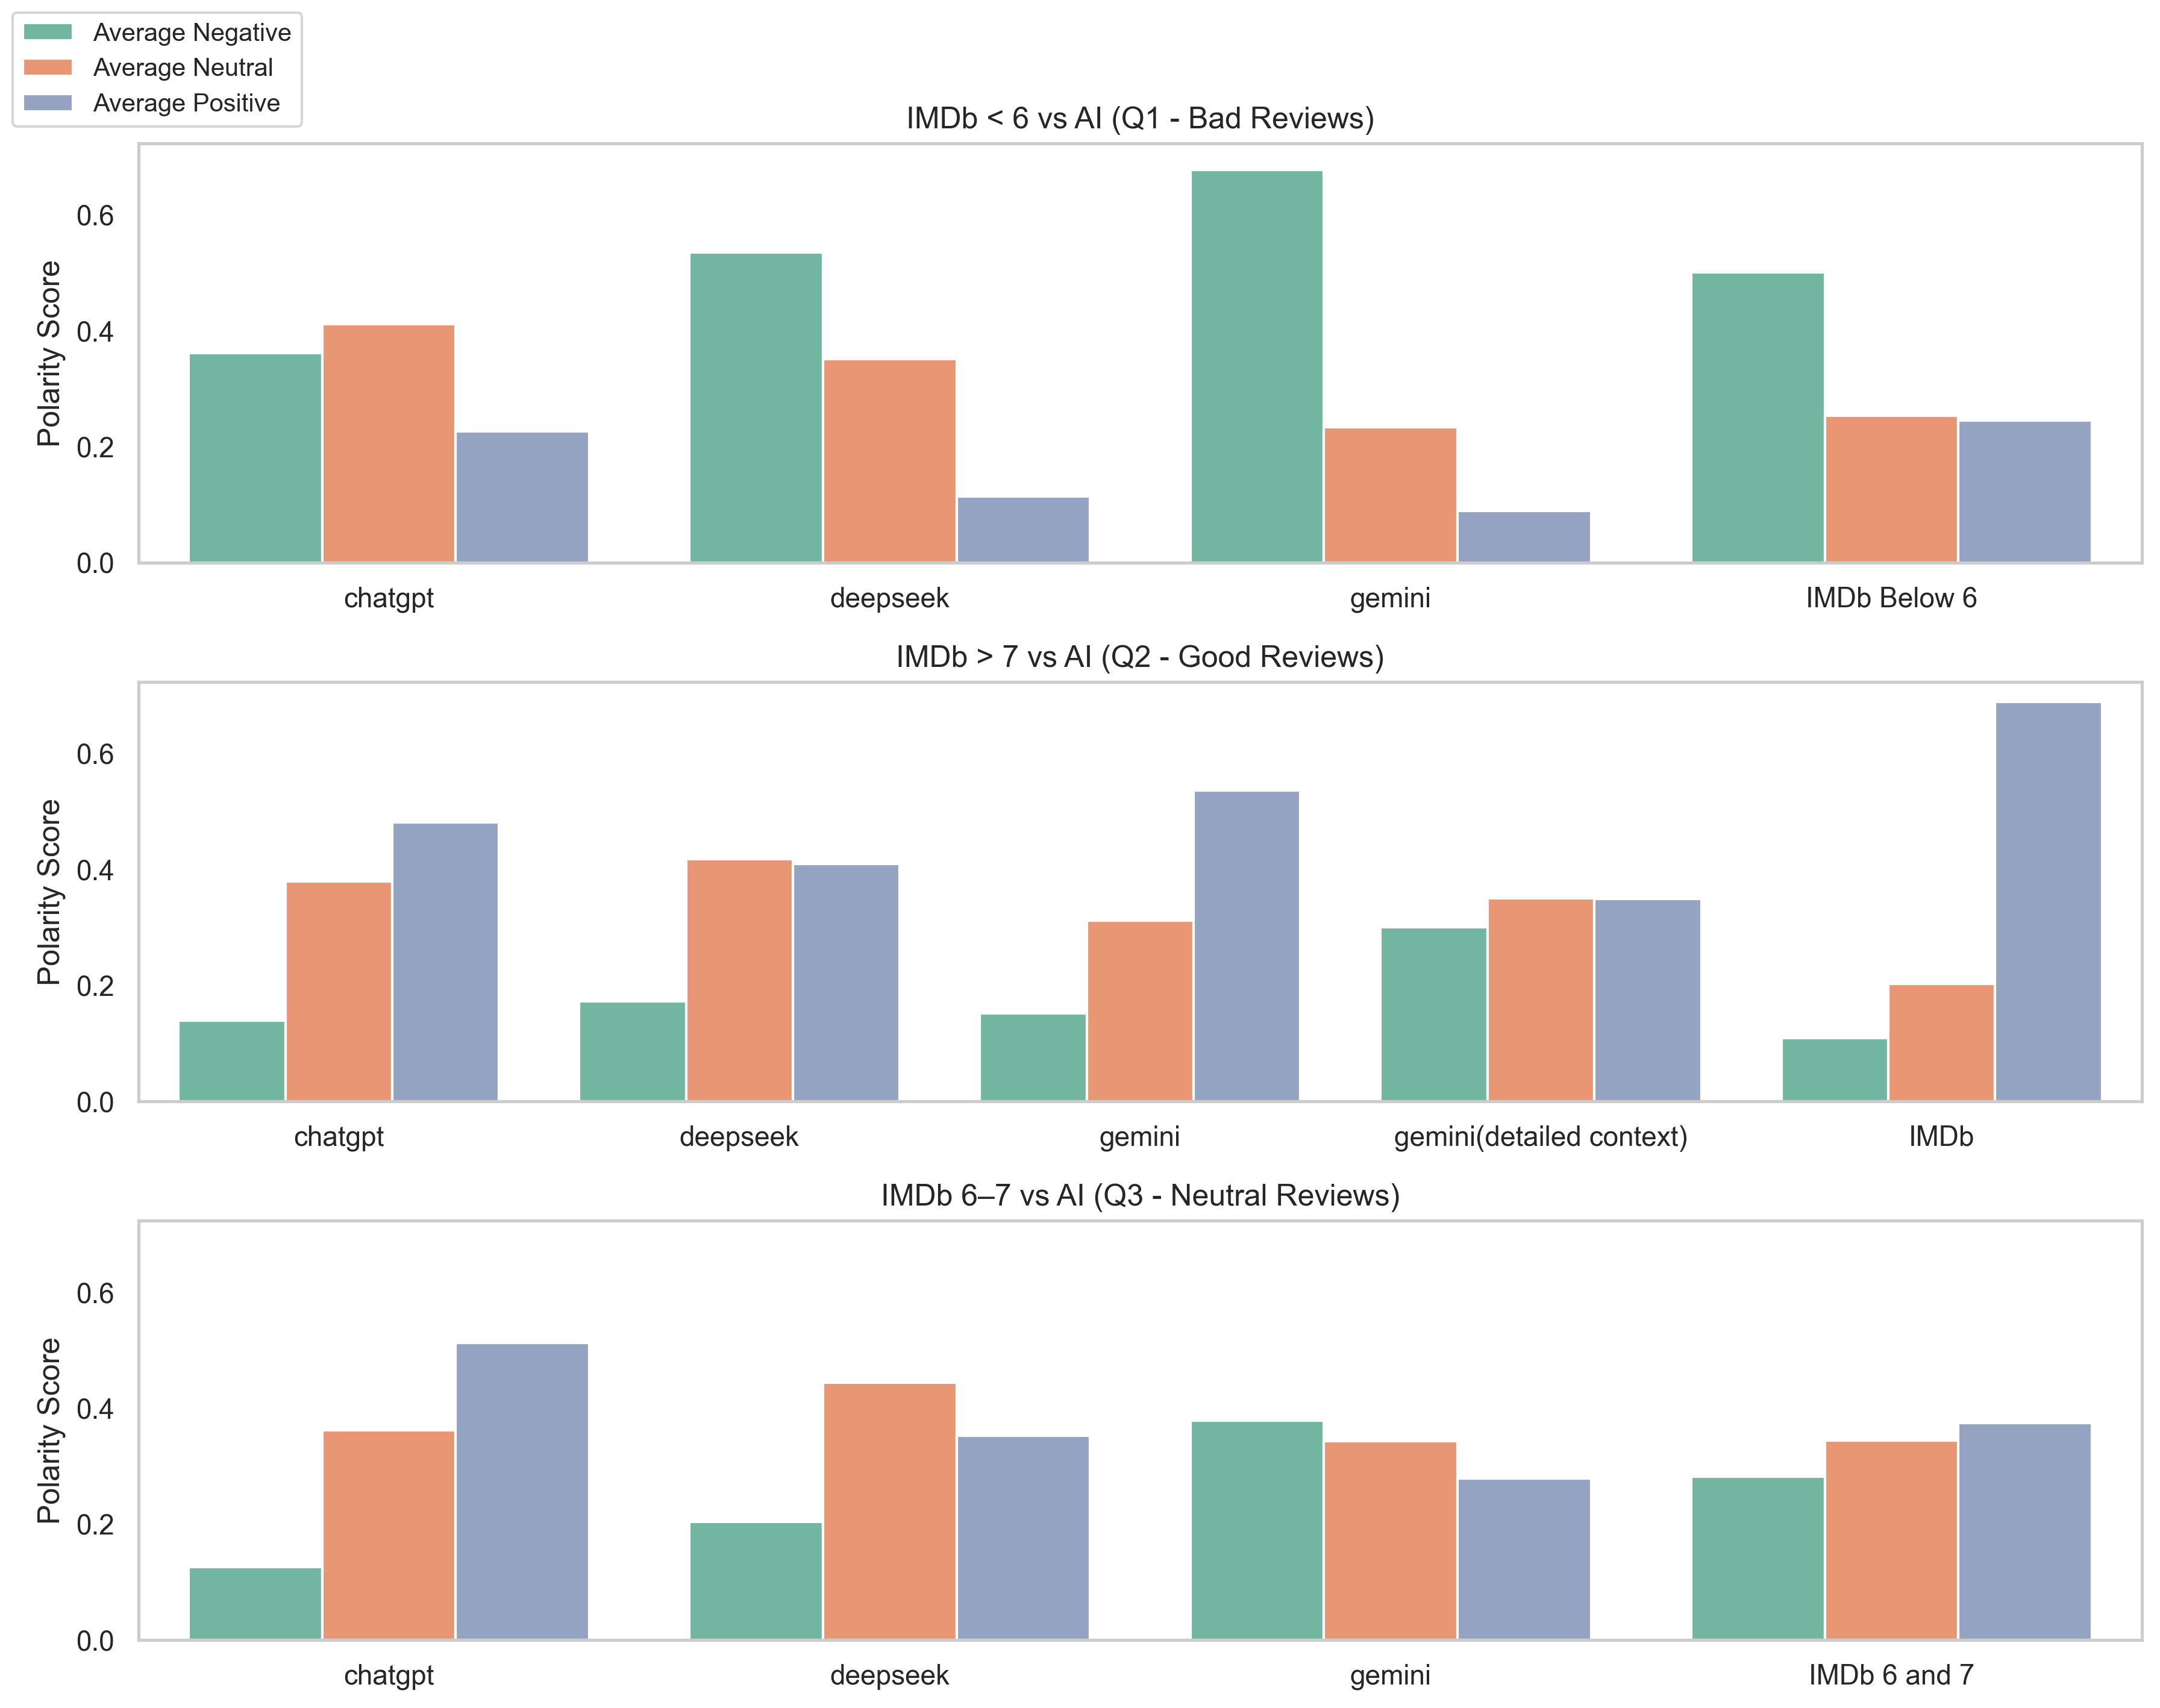 Average Negative
Average Neutral
Average Positive
IMDb < 6 vs AI (Q1 - Bad Reviews)
Polarity Score
0.6
0.4
0.2
0.0
chatgpt deepseek gemini IMDb Below 6
IMDb > 7 vs AI (Q2 - Good Reviews)
Polarity Score
0.6
0.4
0.2
0.0
chatgpt deepseek gemini gemini(detailed context) IMDb
IMDb 6–7 vs AI (Q3 - Neutral Reviews)
Polarity Score
0.6
0.4
0.2
0.0
chatgpt deepseek gemini IMDb 6 and 7